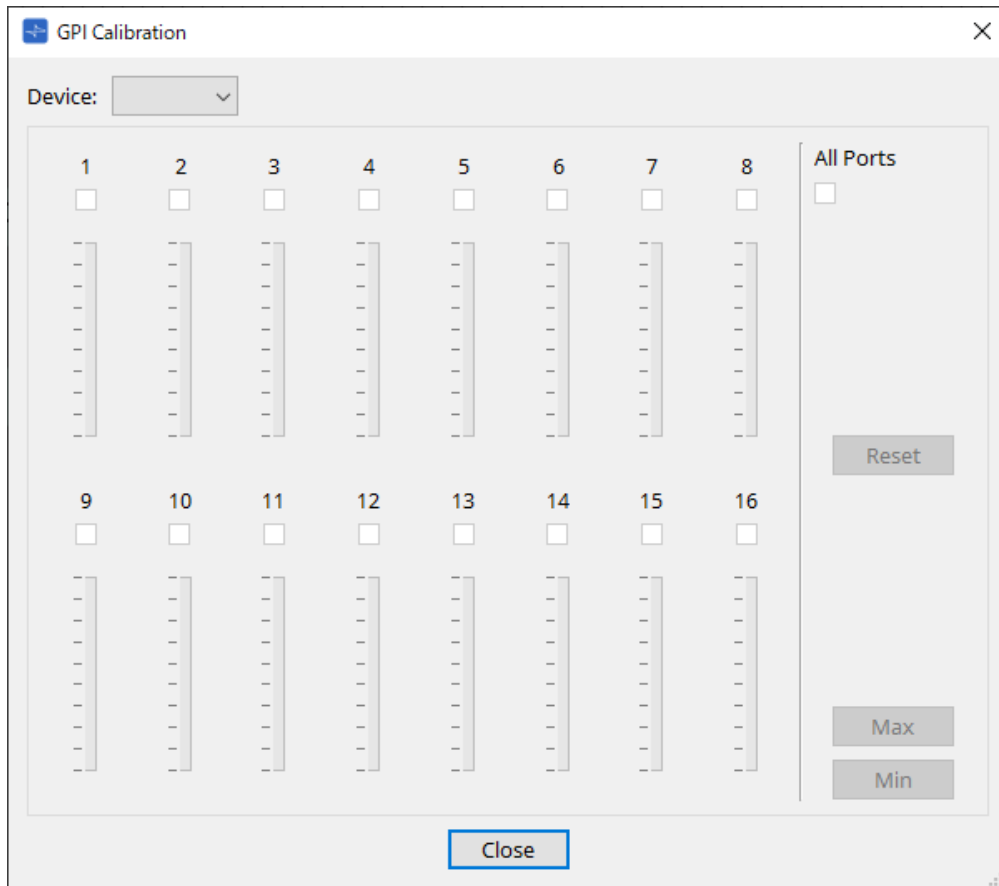 GPI Calibration
Device:
1 2 3 4 5 6 7 8 All Ports
Reset
9 10 11 12 13 14 15 16
Max
Min
Close